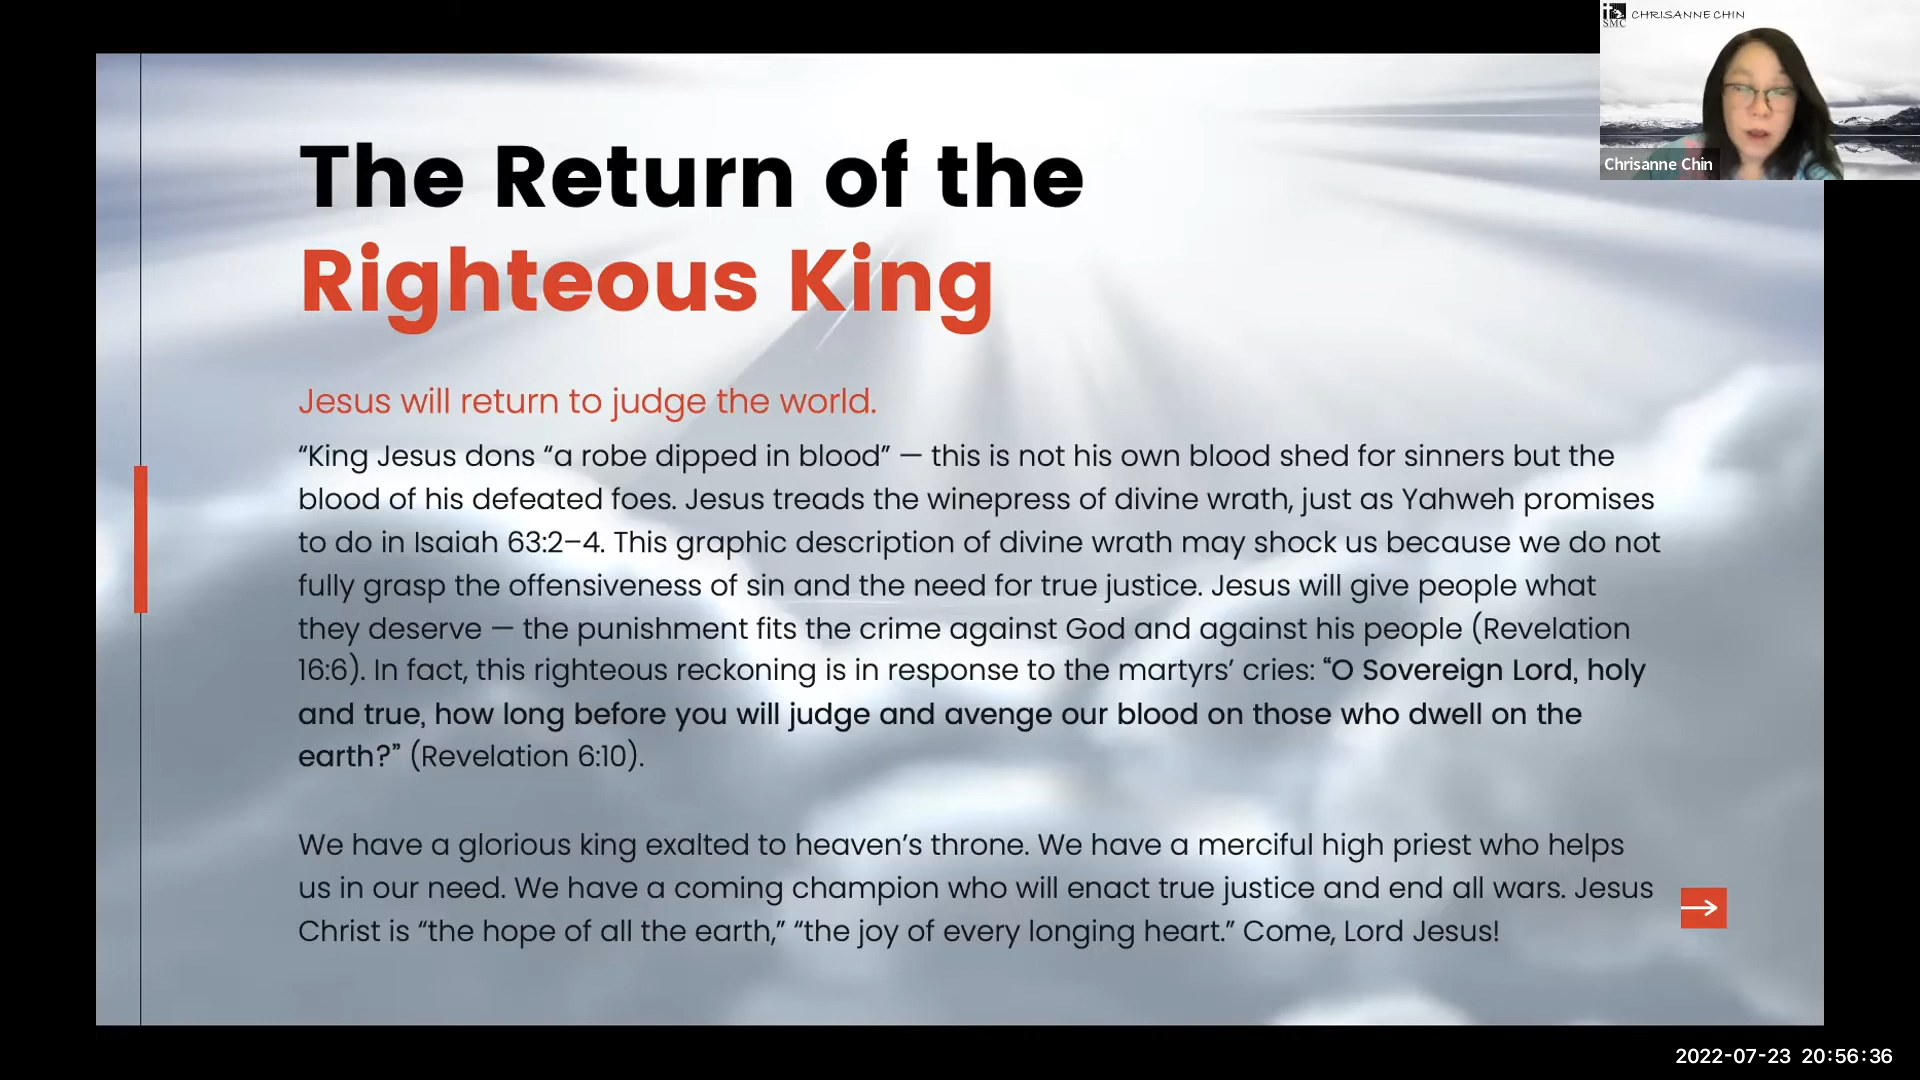 SMC
CHRISANNE CHIN
Chrisanne Chin
The Return of the
Righteous King
Jesus will return to judge the world.
“King Jesus dons “a robe dipped in blood” — this is not his own blood shed for sinners but the
blood of his defeated foes. Jesus treads the winepress of divine wrath, just as Yahweh promises
to do in Isaiah 63:2–4. This graphic description of divine wrath may shock us because we do not
fully grasp the offensiveness of sin and the need for true justice. Jesus will give people what
they deserve — the punishment fits the crime against God and against his people (Revelation
16:6). In fact, this righteous reckoning is in response to the martyrs’ cries: “O Sovereign Lord, holy
and true, how long before you will judge and avenge our blood on those who dwell on the
earth?” (Revelation 6:10).
We have a glorious king exalted to heaven’s throne. We have a merciful high priest who helps
us in our need. We have a coming champion who will enact true justice and end all wars. Jesus
Christ is “the hope of all the earth,” “the joy of every longing heart.” Come, Lord Jesus!
2022-07-23 20:56:36